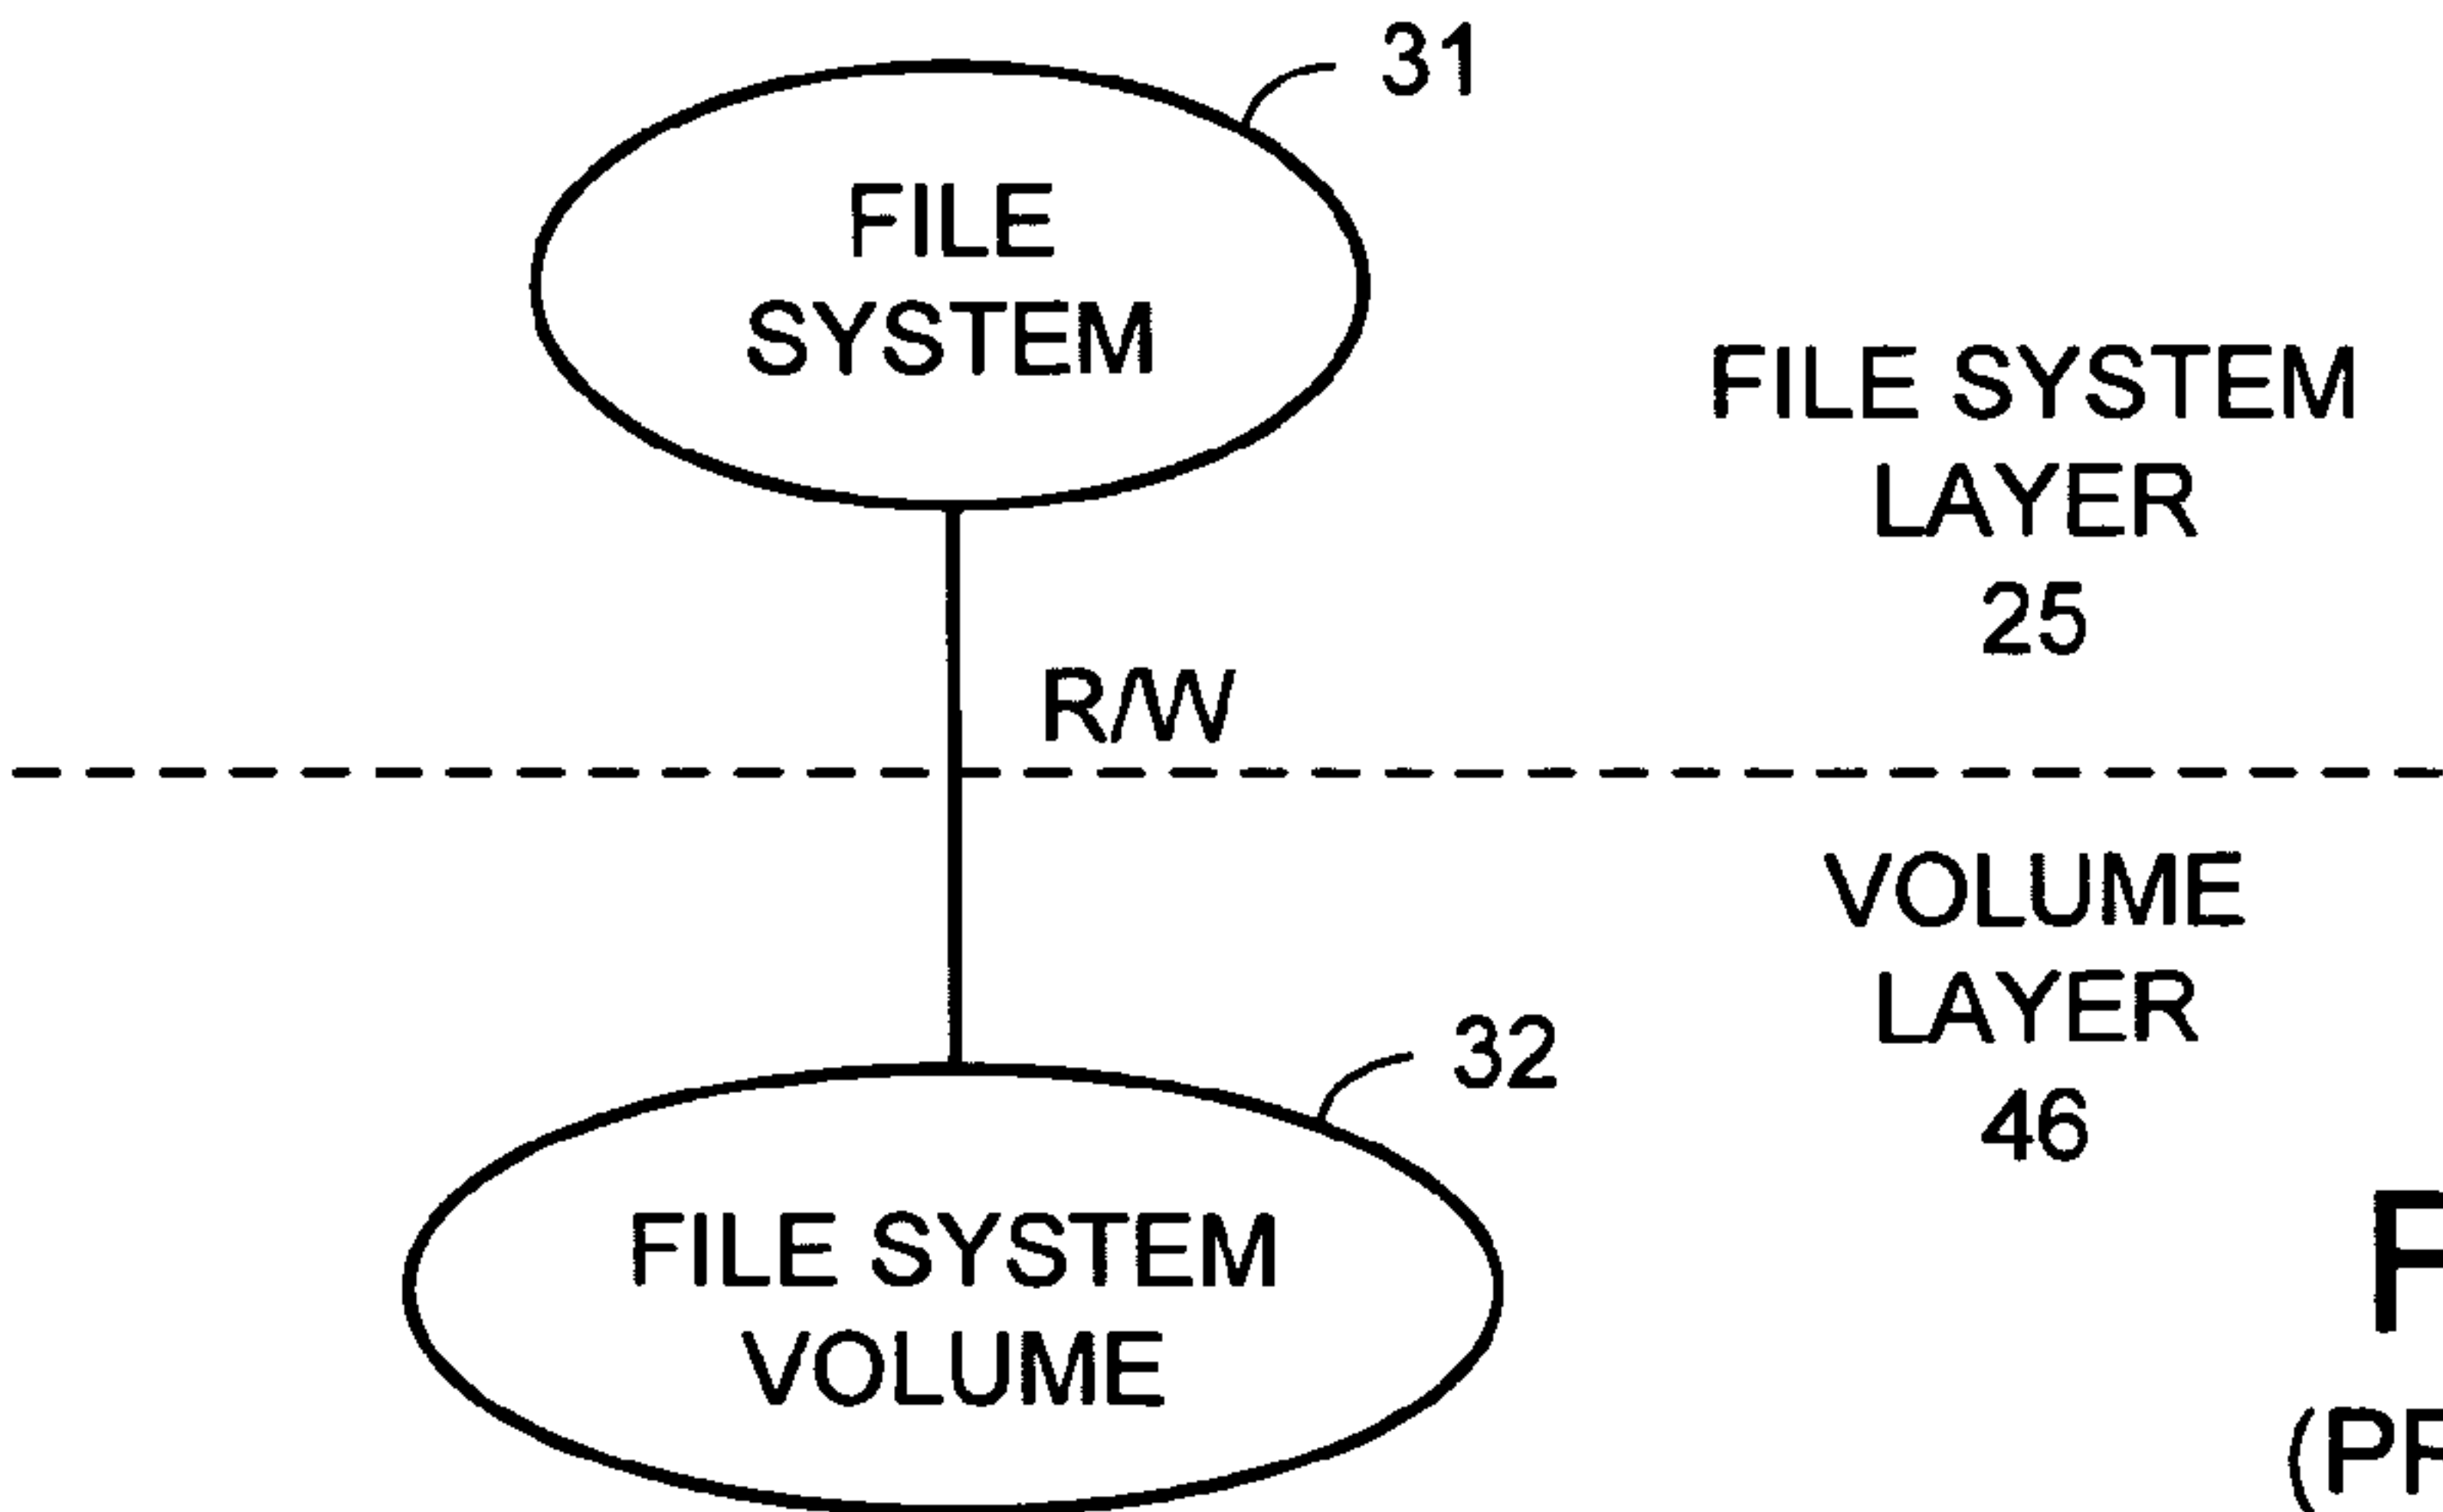 31
FILE
SYSTEM
FILE SYSTEM
LAYER
25
R/W
VOLUME
LAYER
46
32
FILE SYSTEM
VOLUME